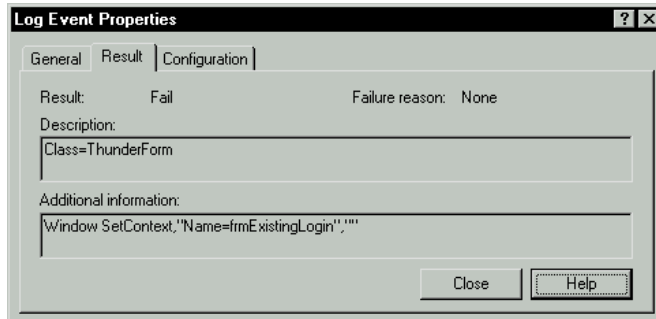 Log Event Properties
General Result Configuration
Result: Fail Failure reason: None
Description:
Class=ThunderForm
Additional information:
Window SetContext,"Name=frmExistingLogin",""
Close Help